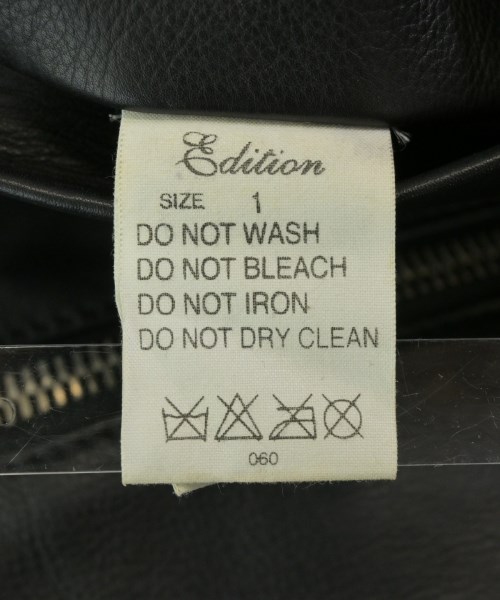 Edition
SIZE 1
DO NOT WASH
DO NOT BLEACH
DO NOT IRON
DO NOT DRY CLEAN
060